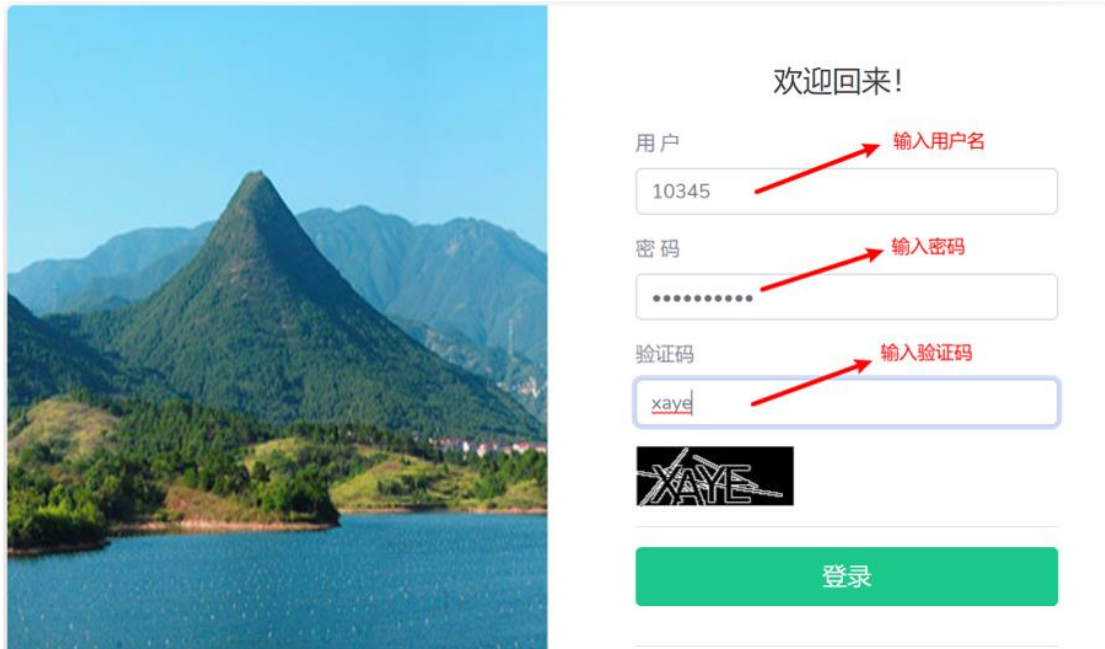 欢迎回来！
用 户
输入用户名
10345
密 码
输入密码
••••••••••
验证码
输入验证码
xaye
XAYE
登录